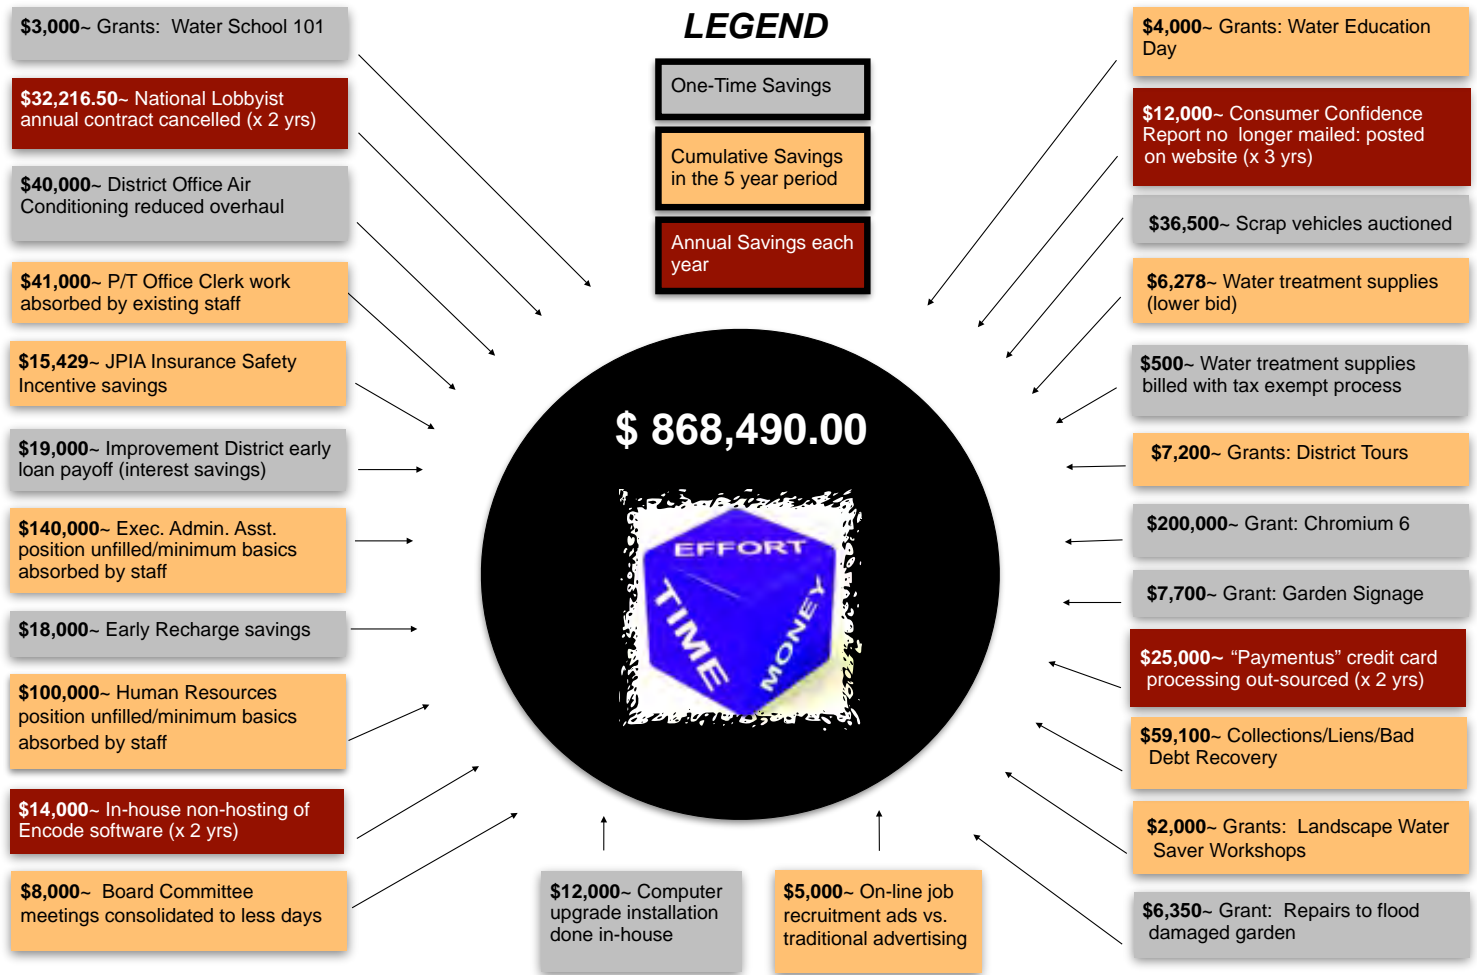 LEGEND
One-Time Savings
Cumulative Savings
in the 5 year period
Annual Savings each
year
$3,000~ Grants:  Water School 101
$32,216.50~ National Lobbyist
annual contract cancelled (x 2 yrs)
$40,000~ District Office Air
Conditioning reduced overhaul
$41,000~ P/T Office Clerk work
absorbed by existing staff
$15,429~ JPIA Insurance Safety
Incentive savings
$19,000~ Improvement District early
loan payoff (interest savings)
$140,000~ Exec. Admin. Asst.
position unfilled/minimum basics
absorbed by staff
$18,000~ Early Recharge savings
$100,000~ Human Resources
position unfilled/minimum basics
absorbed by staff
$14,000~ In-house non-hosting of
Encode software (x 2 yrs)
$8,000~  Board Committee
meetings consolidated to less days
$ 868,490.00
EFFORT
TIME
MONEY
$12,000~ Computer
upgrade installation
done in-house
$5,000~ On-line job
recruitment ads vs.
traditional advertising
$4,000~ Grants: Water Education
Day
$12,000~ Consumer Confidence
Report no  longer mailed: posted
on website (x 3 yrs)
$36,500~ Scrap vehicles auctioned
$6,278~ Water treatment supplies
(lower bid)
$500~ Water treatment supplies
billed with tax exempt process
$7,200~ Grants: District Tours
$200,000~ Grant: Chromium 6
$7,700~ Grant: Garden Signage
$25,000~ “Paymentus” credit card
processing out-sourced (x 2 yrs)
$59,100~ Collections/Liens/Bad
Debt Recovery
$2,000~ Grants:  Landscape Water
Saver Workshops
$6,350~ Grant:  Repairs to flood
damaged garden